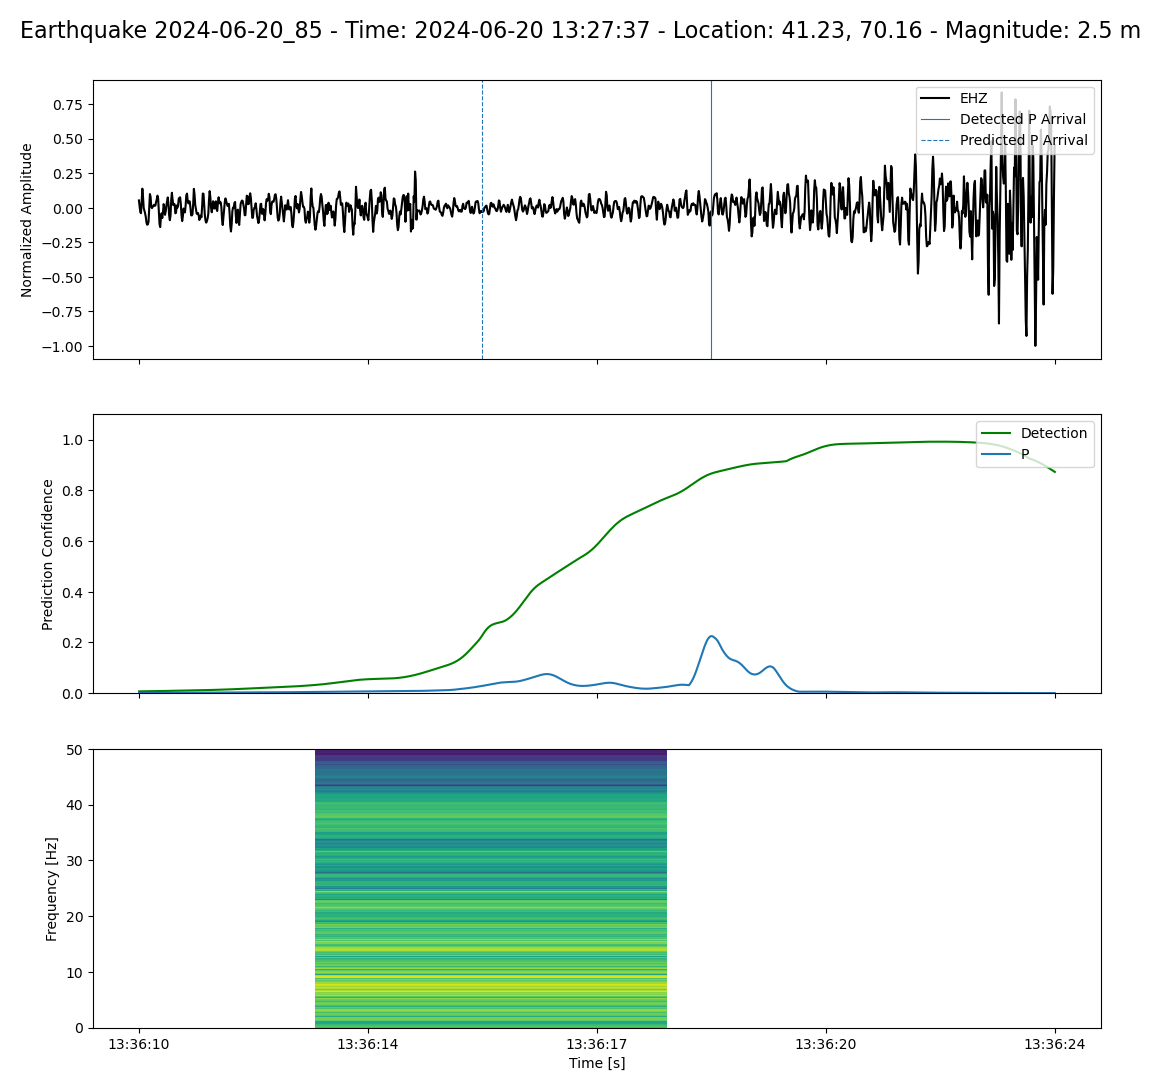 Earthquake 2024-06-20_85 - Time: 2024-06-20 13:27:37 - Location: 41.23, 70.16 - Magnitude: 2.5 m
Normalized Amplitude
0.75
0.50
0.25
0.00
−0.25
−0.50
−0.75
−1.00
EHZ
Detected P Arrival
Predicted P Arrival
Prediction Confidence
1.0
0.8
0.6
0.4
0.2
0.0
Detection
P
Frequency [Hz]
50
40
30
20
10
0
13:36:10 13:36:14 13:36:17 13:36:20 13:36:24
Time [s]